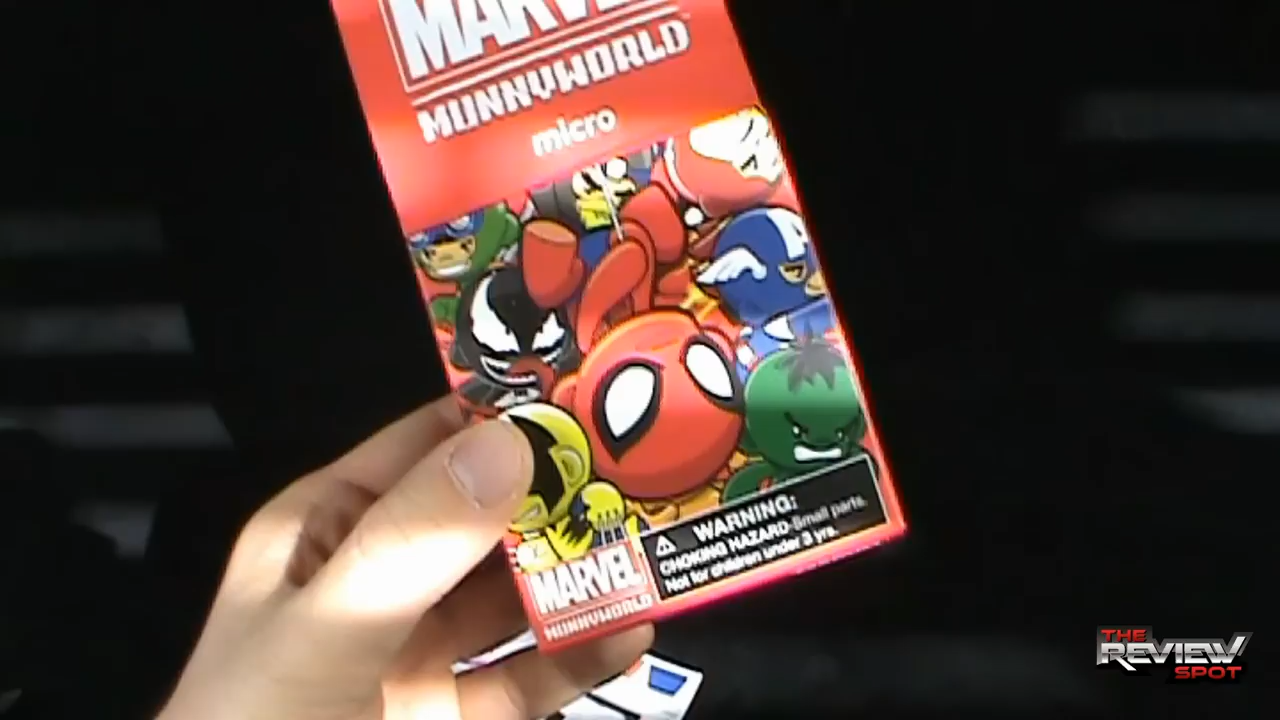 MARVEL
MUNNYWORLD
micro
A
WARNING:
CHOKING HAZARD-Small parts.
Not for children under 3 yrs.
MARVEL
MUNNYWORLD
THE
REVIEW
SPOT